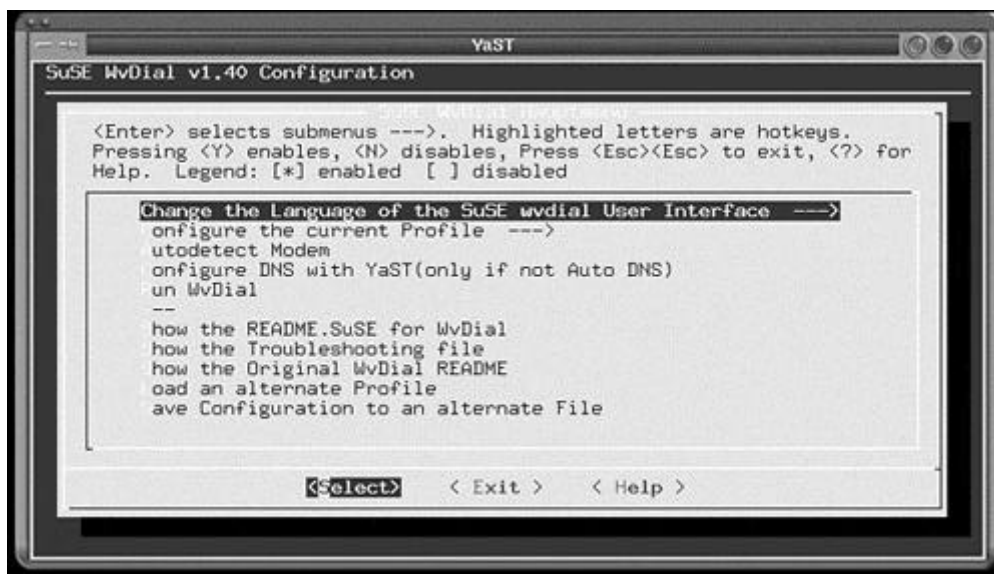 YaST
SuSE WvDial v1.40 Configuration
<Enter> selects submenus --->.  Highlighted letters are hotkeys.
Pressing <Y> enables, <N> disables, Press <Esc><Esc> to exit, <?> for
Help.  Legend: [*] enabled  [ ] disabled
Change the Language of the SuSE wvdial User Interface  --->
onfigure the current Profile  --->
utodetect Modem
onfigure DNS with YaST(only if not Auto DNS)
un WvDial
--
how the README.SuSE for WvDial
how the Troubleshooting file
how the Original WvDial README
oad an alternate Profile
ave Configuration to an alternate File
<Select>    < Exit >    < Help >